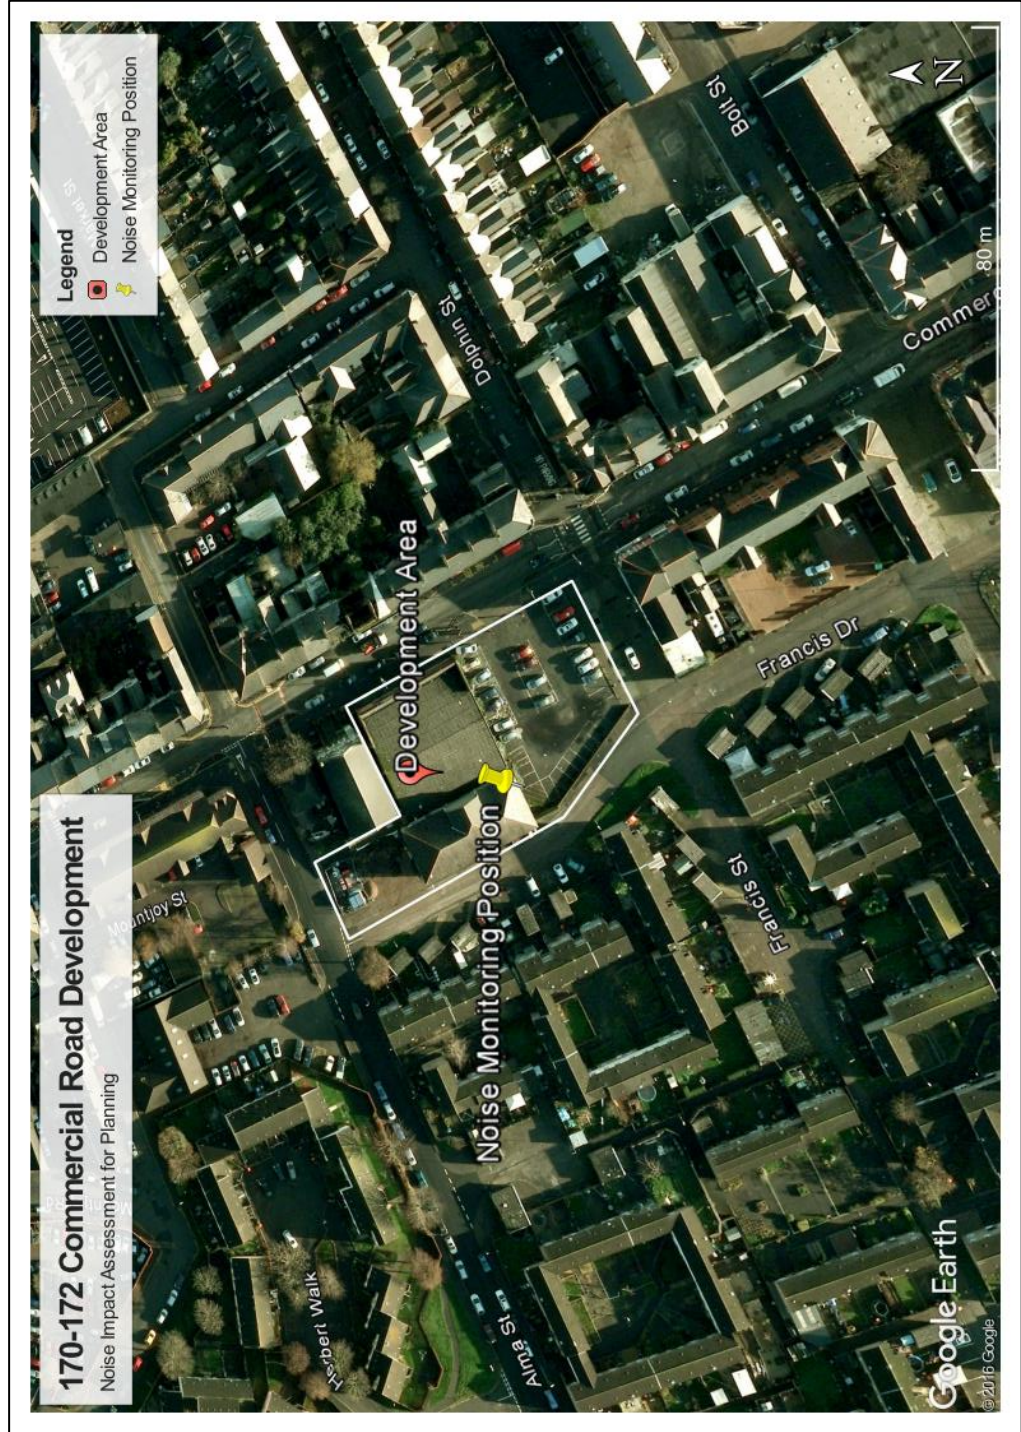 170-172 Commercial Road Development
Noise Impact Assessment for Planning
Legend
Development Area
Noise Monitoring Position
Mountjoy St
Development Area
Dolphin St
Bolt St
Herbert Walk
Noise Monitoring Position
Alma St
Francis St
Francis Dr
Commerc
N
80 m
Google Earth
© 2016 Google